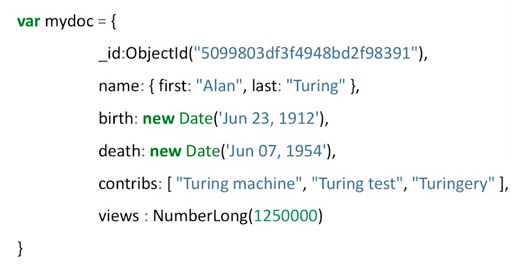 var mydoc = {
_id:ObjectId("5099803df3f4948bd2f98391"),
name: { first: "Alan", last: "Turing" },
birth: new Date('Jun 23, 1912'),
death: new Date('Jun 07, 1954'),
contribs: [ "Turing machine", "Turing test", "Turingery" ],
views : NumberLong(1250000)
}